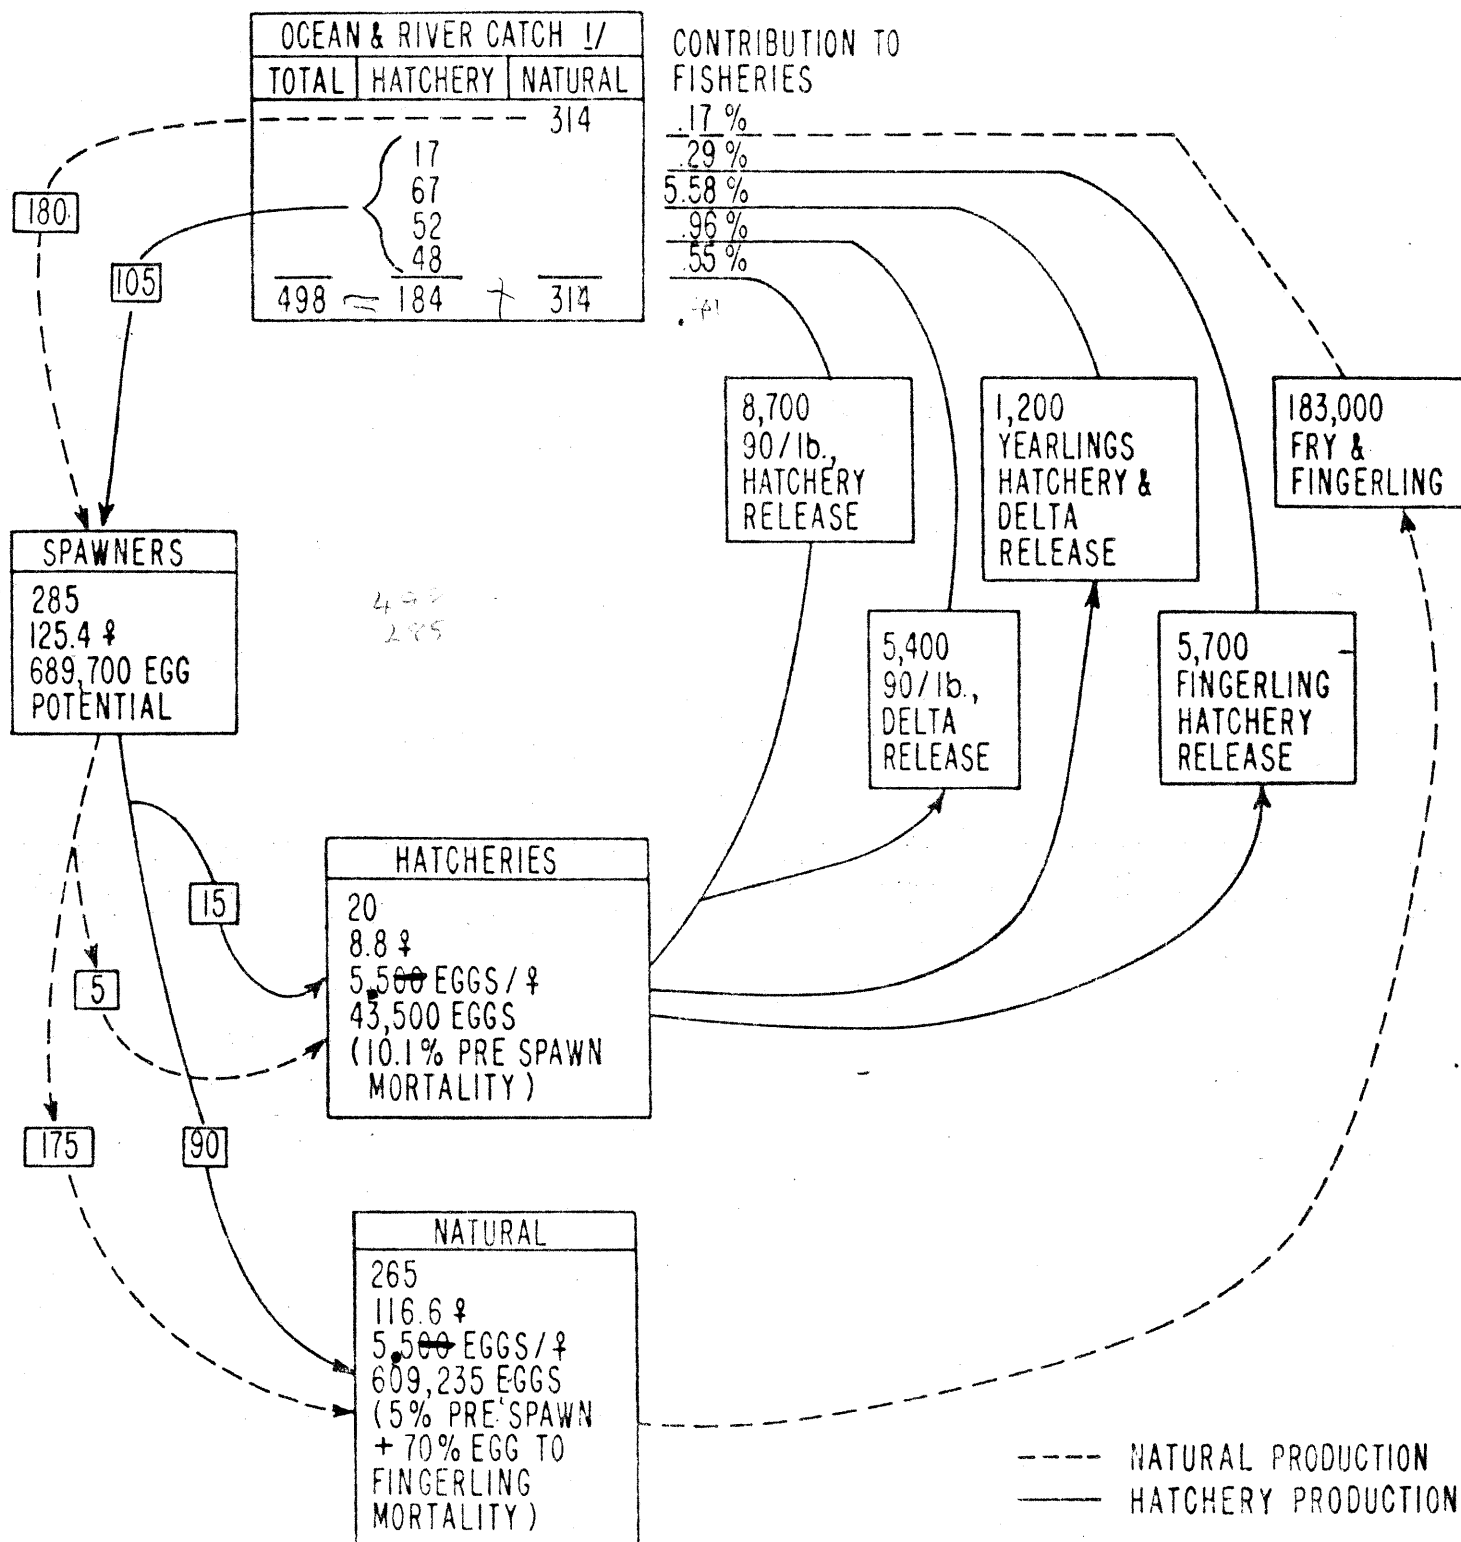 OCEAN & RIVER CATCH 1/
TOTAL HATCHERY NATURAL
314
17
67
52
48
498 = 184 + 314
CONTRIBUTION TO
FISHERIES
.17 %
.29 %
5.58 %
.96 %
.55 %
180
105
8,700
90/lb.,
HATCHERY
RELEASE
1,200
YEARLINGS
HATCHERY &
DELTA
RELEASE
183,000
FRY &
FINGERLING
SPAWNERS
285
125.4 ♀
689,700 EGG
POTENTIAL
285
5,400
90/lb.,
DELTA
RELEASE
5,700
FINGERLING
HATCHERY
RELEASE
15
5
HATCHERIES
20
8.8 ♀
5.500 EGGS/♀
43,500 EGGS
(10.1% PRE SPAWN
MORTALITY)
175
90
NATURAL
265
116.6 ♀
5.500 EGGS/♀
609,235 EGGS
(5% PRE SPAWN
+ 70% EGG TO
FINGERLING
MORTALITY)
NATURAL PRODUCTION
HATCHERY PRODUCTION